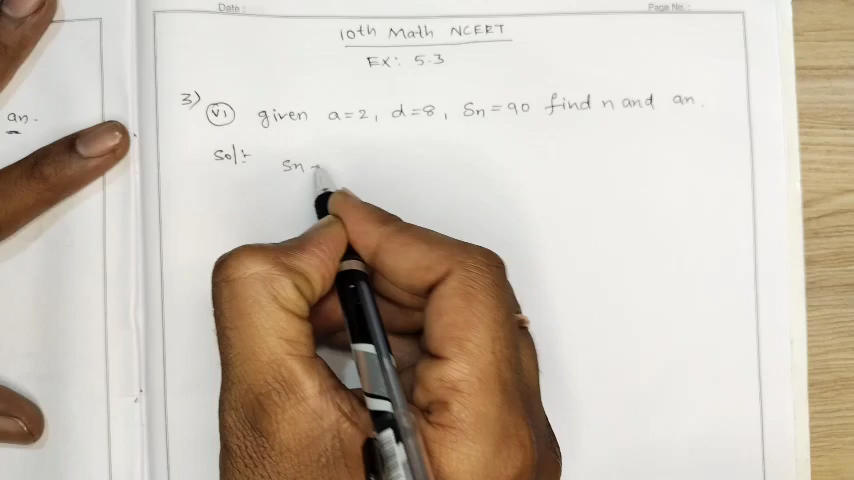 Date :
Page No. :
10th Math NCERT
Ex: 5.3
an.
3) (vi) given a=2, d=8, Sn=90 find n and an.
Sol:- Sn